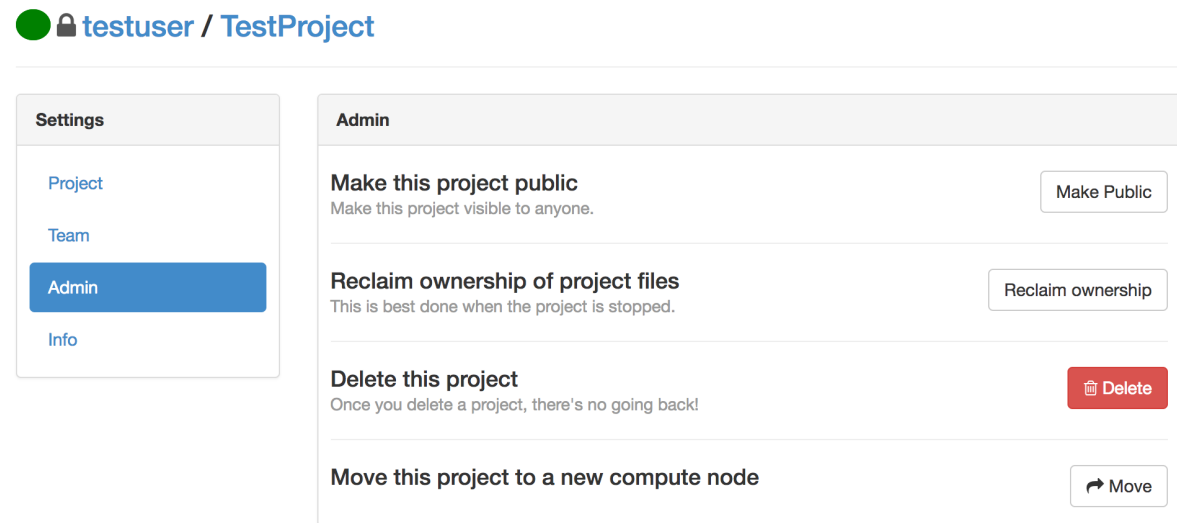 testuser / TestProject
Settings
Project
Team
Admin
Info
Admin
Make this project public
Make this project visible to anyone.
Make Public
Reclaim ownership of project files
This is best done when the project is stopped.
Reclaim ownership
Delete this project
Once you delete a project, there's no going back!
Delete
Move this project to a new compute node
Move